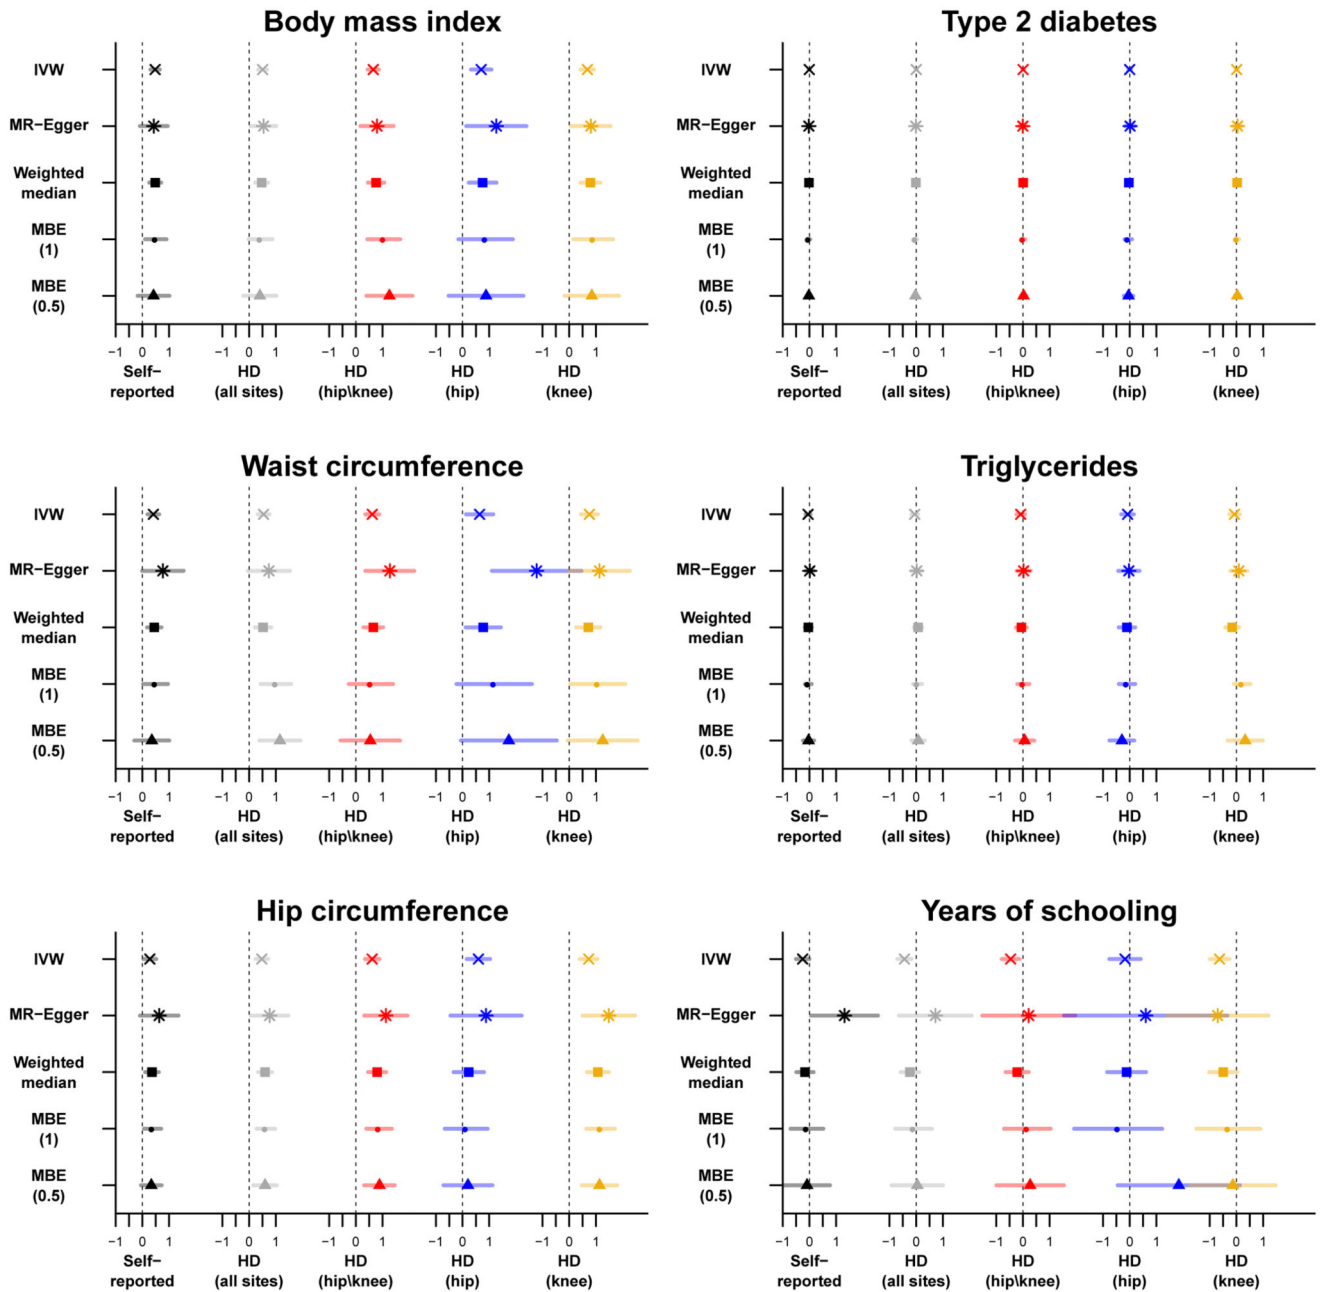 Body mass index
IVW
MR−Egger
Weighted
median
MBE
(1)
MBE
(0.5)
−1 0 1 −1 0 1 −1 0 1 −1 0 1 −1 0 1
Self− HD HD HD HD
reported (all sites) (hip\knee) (hip) (knee)
Type 2 diabetes
IVW
MR−Egger
Weighted
median
MBE
(1)
MBE
(0.5)
−1 0 1 −1 0 1 −1 0 1 −1 0 1 −1 0 1
Self− HD HD HD HD
reported (all sites) (hip\knee) (hip) (knee)
Waist circumference
IVW
MR−Egger
Weighted
median
MBE
(1)
MBE
(0.5)
−1 0 1 −1 0 1 −1 0 1 −1 0 1 −1 0 1
Self− HD HD HD HD
reported (all sites) (hip\knee) (hip) (knee)
Triglycerides
IVW
MR−Egger
Weighted
median
MBE
(1)
MBE
(0.5)
−1 0 1 −1 0 1 −1 0 1 −1 0 1 −1 0 1
Self− HD HD HD HD
reported (all sites) (hip\knee) (hip) (knee)
Hip circumference
IVW
MR−Egger
Weighted
median
MBE
(1)
MBE
(0.5)
−1 0 1 −1 0 1 −1 0 1 −1 0 1 −1 0 1
Self− HD HD HD HD
reported (all sites) (hip\knee) (hip) (knee)
Years of schooling
IVW
MR−Egger
Weighted
median
MBE
(1)
MBE
(0.5)
−1 0 1 −1 0 1 −1 0 1 −1 0 1 −1 0 1
Self− HD HD HD HD
reported (all sites) (hip\knee) (hip) (knee)